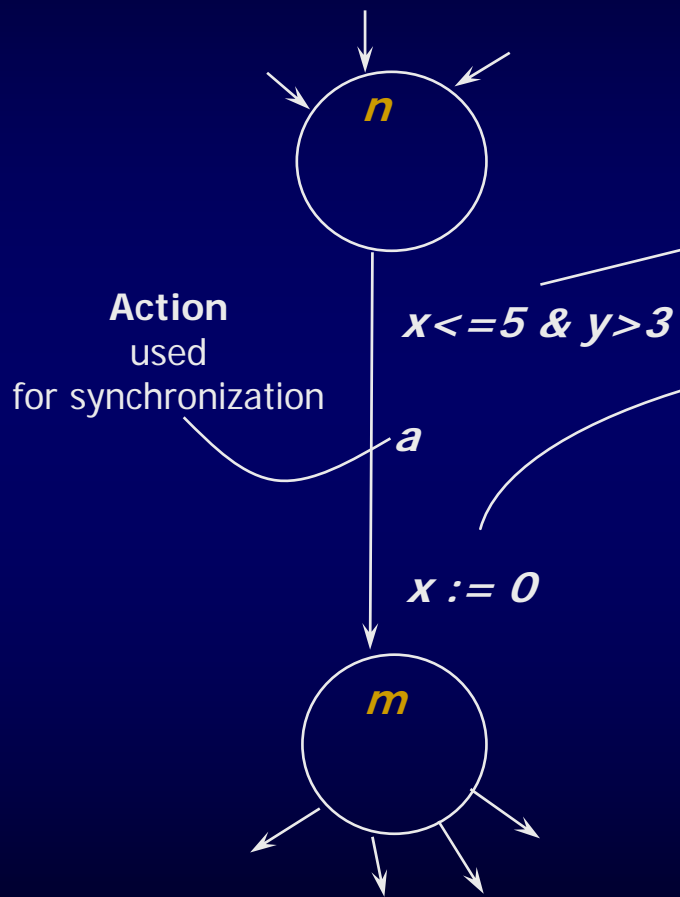 n
Action
used
for synchronization
x<=5 & y>3
a
x := 0
m